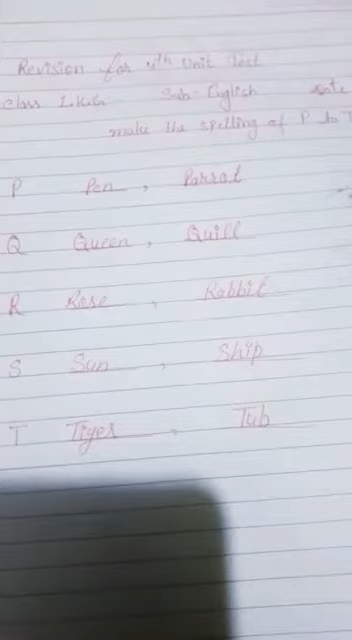 Revision for 4th Unit Test
Class L.K.G. Sub English Date
make the spelling of P to T
P Pen, Parrot
Q Queen, Quill
R Rose, Rabbit
S Sun, Ship
T Tiger, Tub